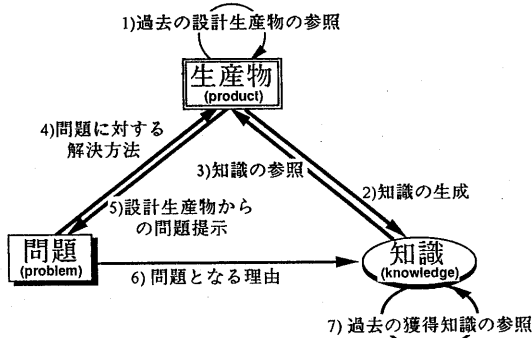 1)過去の設計生産物の参照
生産物
(product)
4)問題に対する
解決方法
3)知識の参照
2)知識の生成
5)設計生産物から
の問題提示
問題
(problem)
知識
(knowledge)
6) 問題となる理由
7) 過去の獲得知識の参照